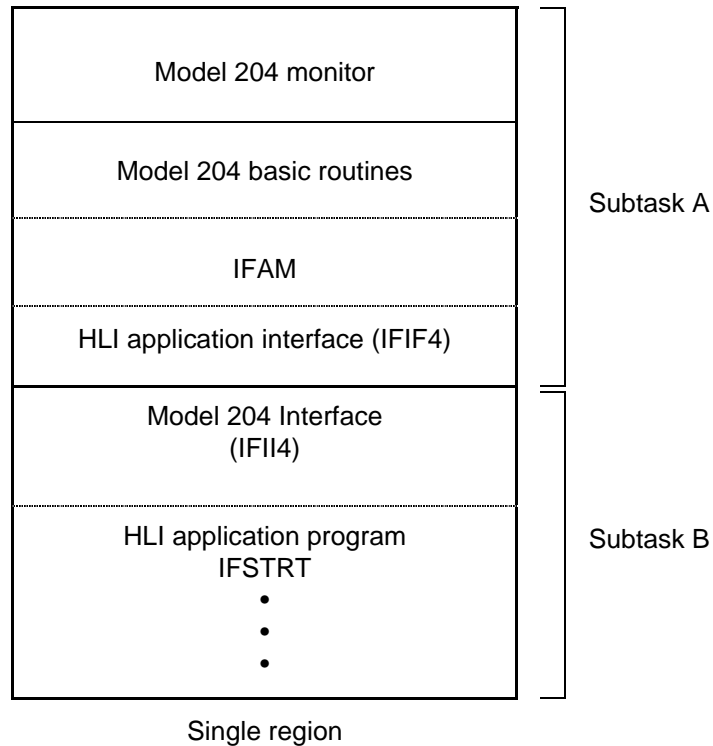 Model 204 monitor
Model 204 basic routines
Subtask A
IFAM
HLI application interface (IFIF4)
Model 204 Interface
(IFII4)
HLI application program
IFSTRT
•
•
•
Subtask B
Single region